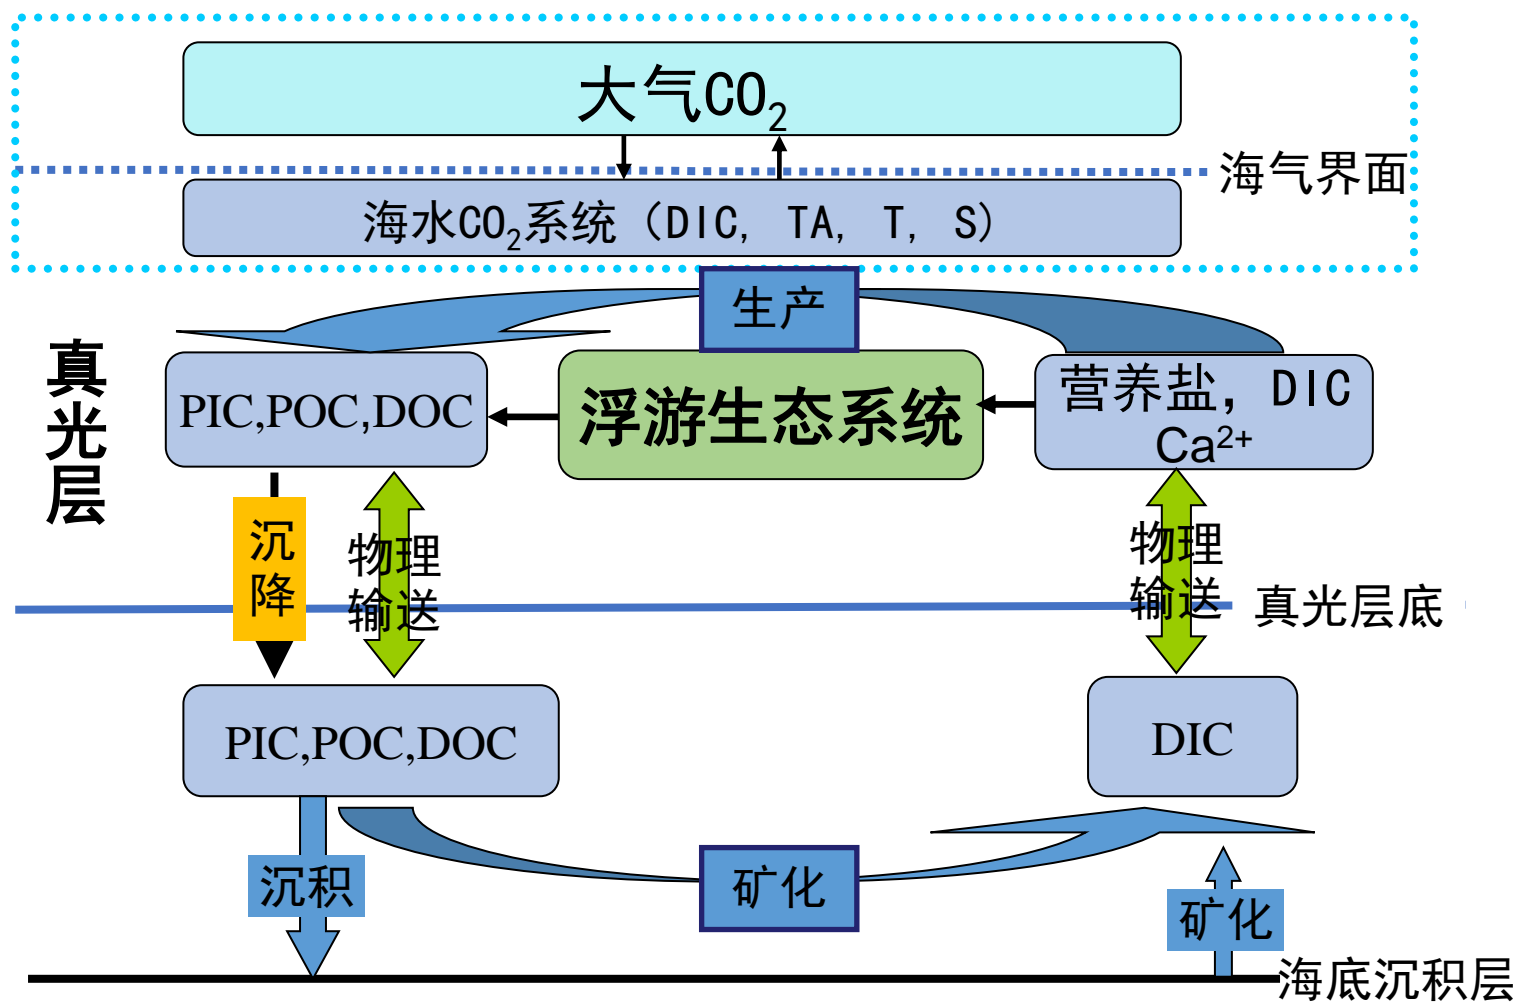 大气CO₂
海气界面
海水CO₂系统（DIC, TA, T, S）
生产
真光层
PIC,POC,DOC
浮游生态系统
营养盐，DIC
Ca²⁺
沉降
物理
输送
物理
输送
真光层底
PIC,POC,DOC
DIC
沉积
矿化
矿化
海底沉积层